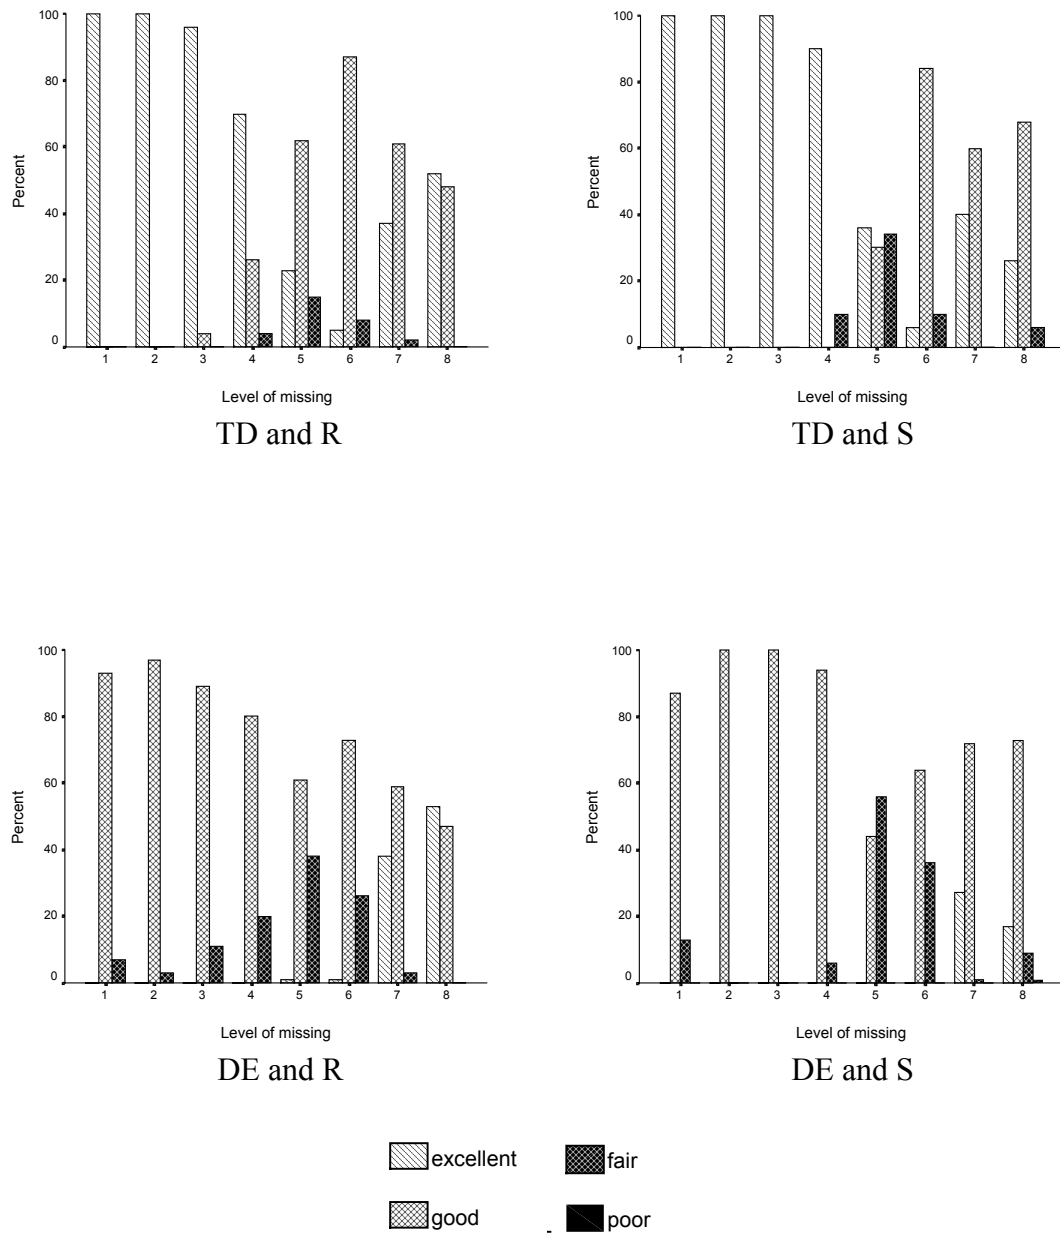 100
80
60
40
20
0
Percent
1 2 3 4 5 6 7 8
Level of missing
TD and R
100
80
60
40
20
0
Percent
1 2 3 4 5 6 7 8
Level of missing
TD and S
100
80
60
40
20
0
Percent
1 2 3 4 5 6 7 8
Level of missing
DE and R
100
80
60
40
20
0
Percent
1 2 3 4 5 6 7 8
Level of missing
DE and S
excellent
fair
good
poor